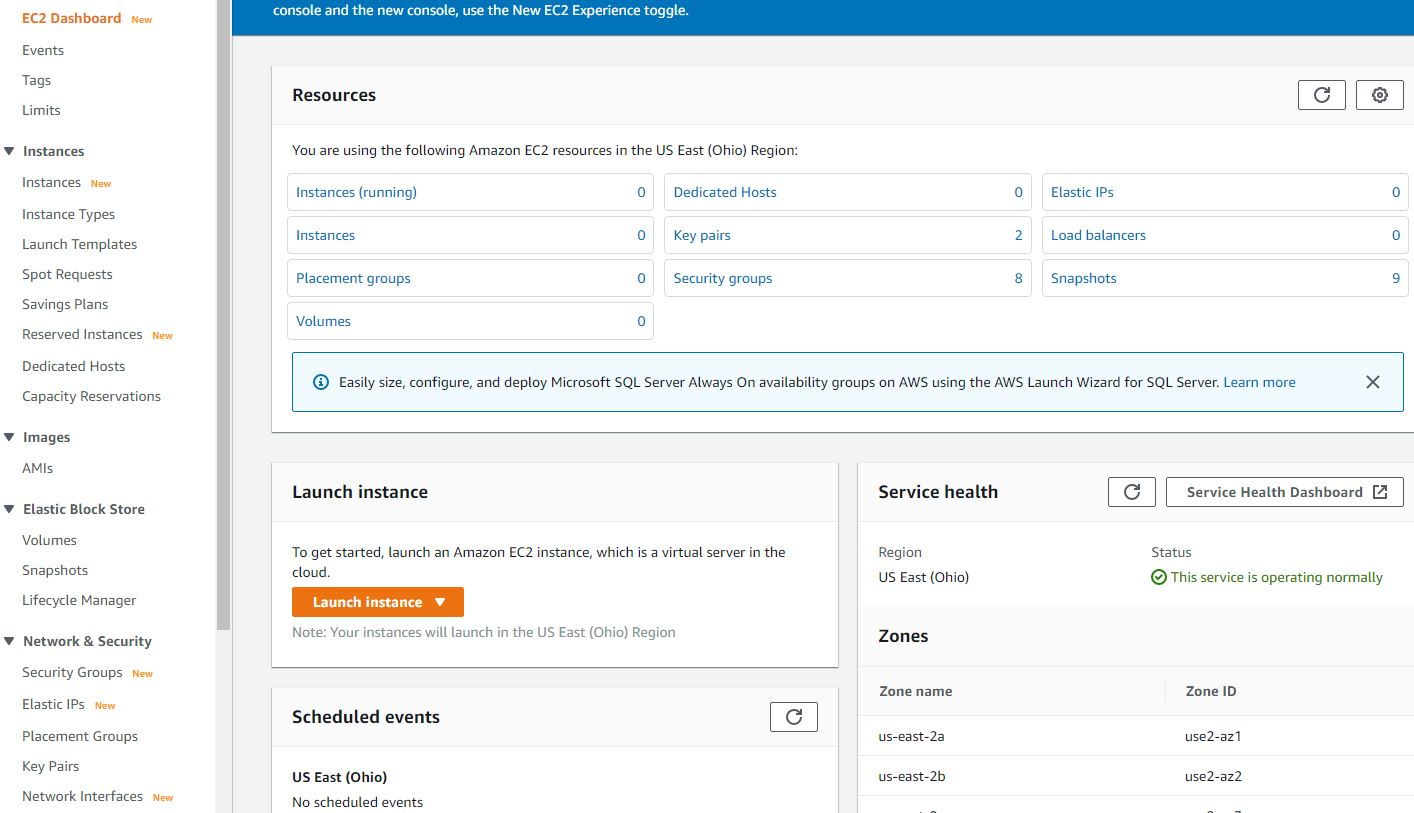 EC2 Dashboard New
Events
Tags
Limits
Instances
Instances New
Instance Types
Launch Templates
Spot Requests
Savings Plans
Reserved Instances New
Dedicated Hosts
Capacity Reservations
Images
AMIs
Elastic Block Store
Volumes
Snapshots
Lifecycle Manager
Network & Security
Security Groups New
Elastic IPs New
Placement Groups
Key Pairs
Network Interfaces New
console and the new console, use the New EC2 Experience toggle.
Resources
You are using the following Amazon EC2 resources in the US East (Ohio) Region:
Instances (running) 0 Dedicated Hosts 0 Elastic IPs 0
Instances 0 Key pairs 2 Load balancers 0
Placement groups 0 Security groups 8 Snapshots 9
Volumes 0
Easily size, configure, and deploy Microsoft SQL Server Always On availability groups on AWS using the AWS Launch Wizard for SQL Server. Learn more
Launch instance
To get started, launch an Amazon EC2 instance, which is a virtual server in the
cloud.
Launch instance
Note: Your instances will launch in the US East (Ohio) Region
Scheduled events
US East (Ohio)
No scheduled events
Service health
Service Health Dashboard
Region Status
US East (Ohio) This service is operating normally
Zones
Zone name Zone ID
us-east-2a use2-az1
us-east-2b use2-az2